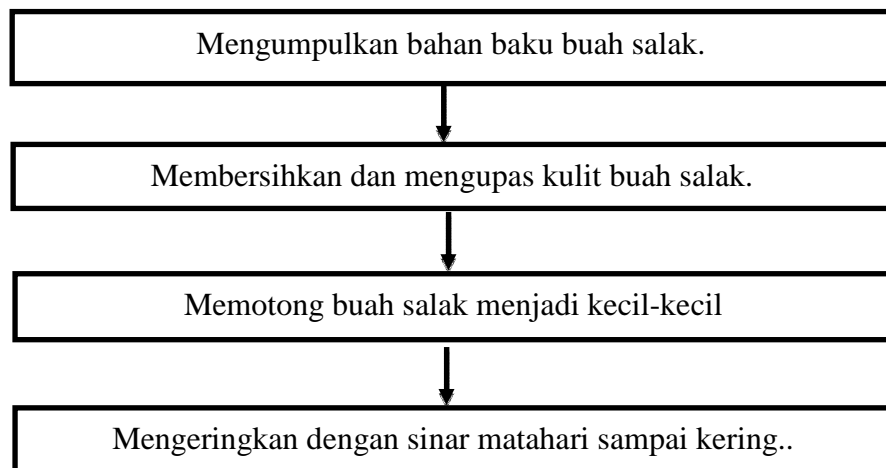 Mengumpulkan bahan baku buah salak.
Membersihkan dan mengupas kulit buah salak.
Memotong buah salak menjadi kecil-kecil
Mengeringkan dengan sinar matahari sampai kering..